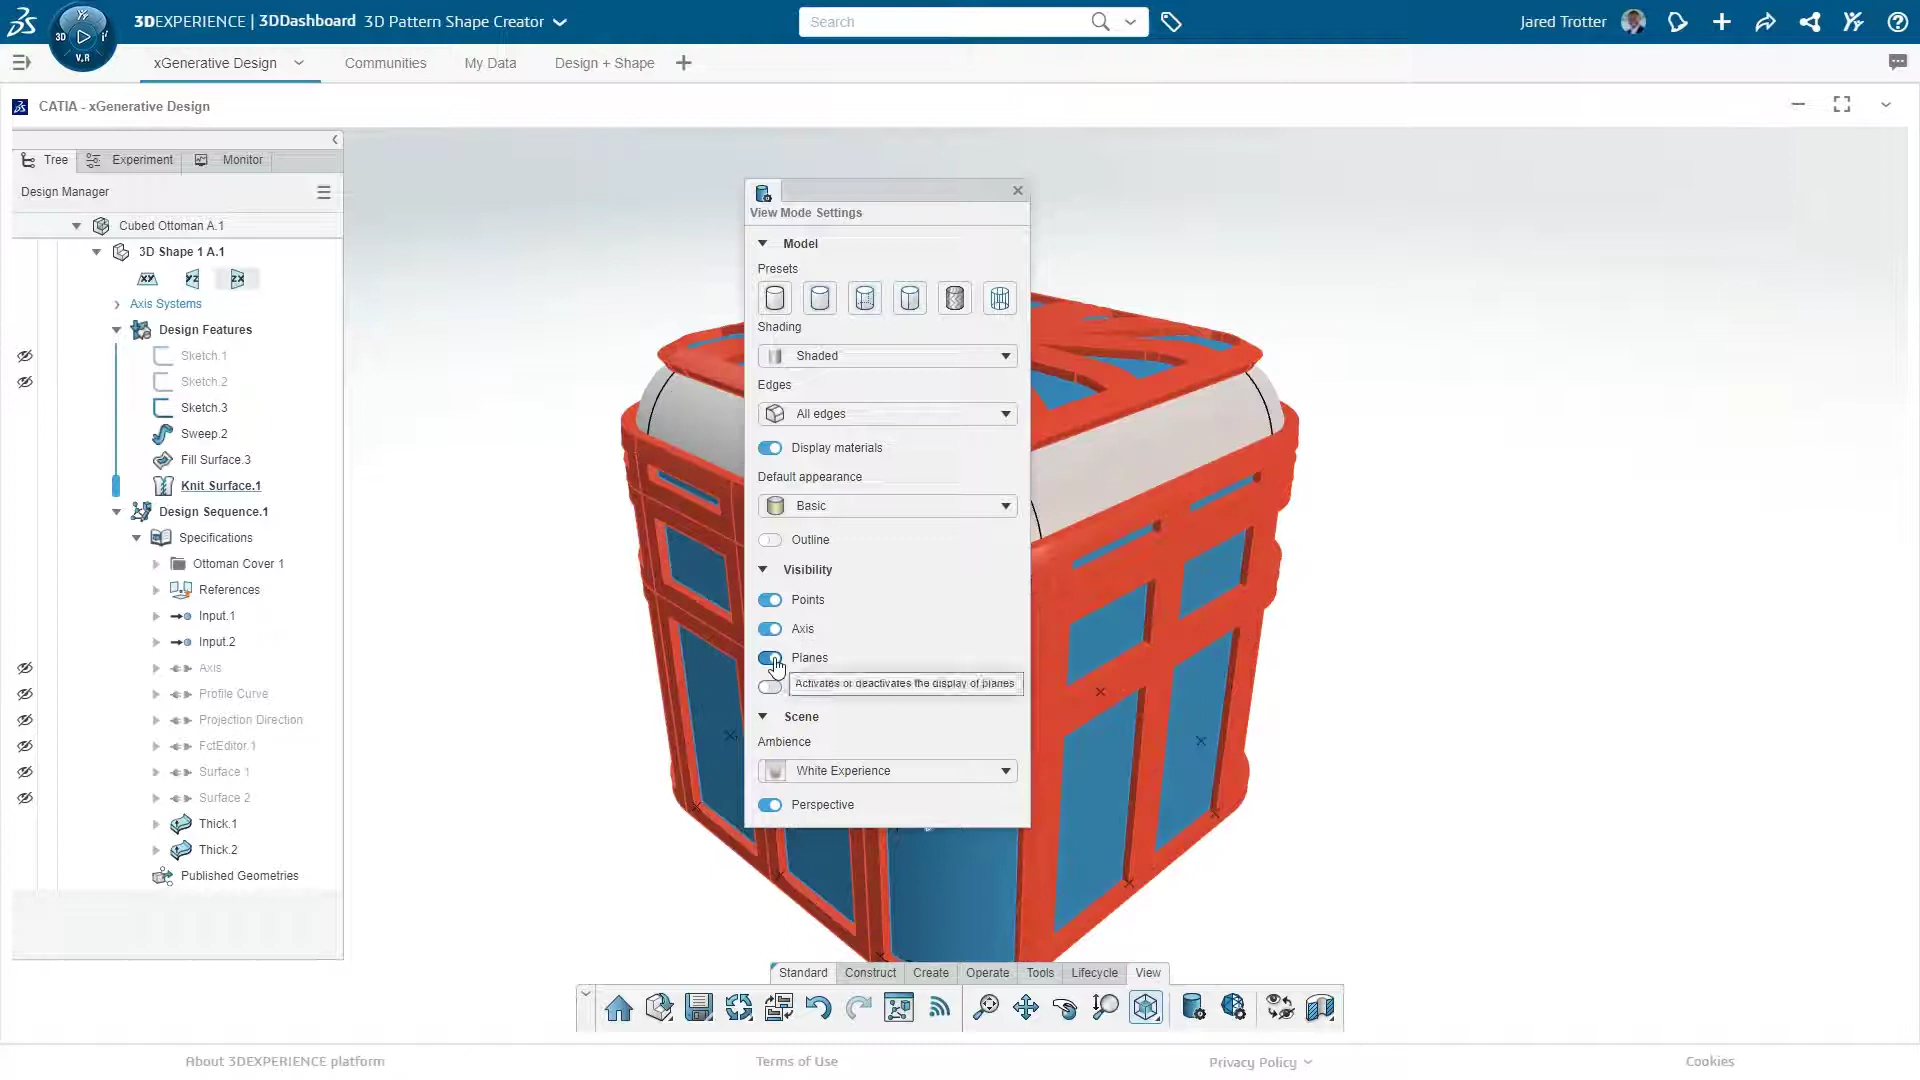 3DEXPERIENCE | 3DDashboard 3D Pattern Shape Creator
Search
Jared Trotter
3D
V.R
xGenerative Design
Communities
My Data
Design + Shape
CATIA - xGenerative Design
Tree
Experiment
Monitor
Design Manager
Cubed Ottoman A.1
3D Shape 1 A.1
XY
YZ
ZX
Axis Systems
Design Features
Sketch.1
Sketch.2
Sketch.3
Sweep.2
Fill Surface.3
Knit Surface.1
Design Sequence.1
Specifications
Ottoman Cover 1
References
Input.1
Input.2
Axis
Profile Curve
Projection Direction
FctEditor.1
Surface 1
Surface 2
Thick.1
Thick.2
Published Geometries
View Mode Settings
Model
Presets
Shading
Shaded
Edges
All edges
Display materials
Default appearance
Basic
Outline
Visibility
Points
Axis
Planes
Activates or deactivates the display of planes
Scene
Ambience
White Experience
Perspective
Standard
Construct
Create
Operate
Tools
Lifecycle
View
About 3DEXPERIENCE platform
Terms of Use
Privacy Policy
Cookies